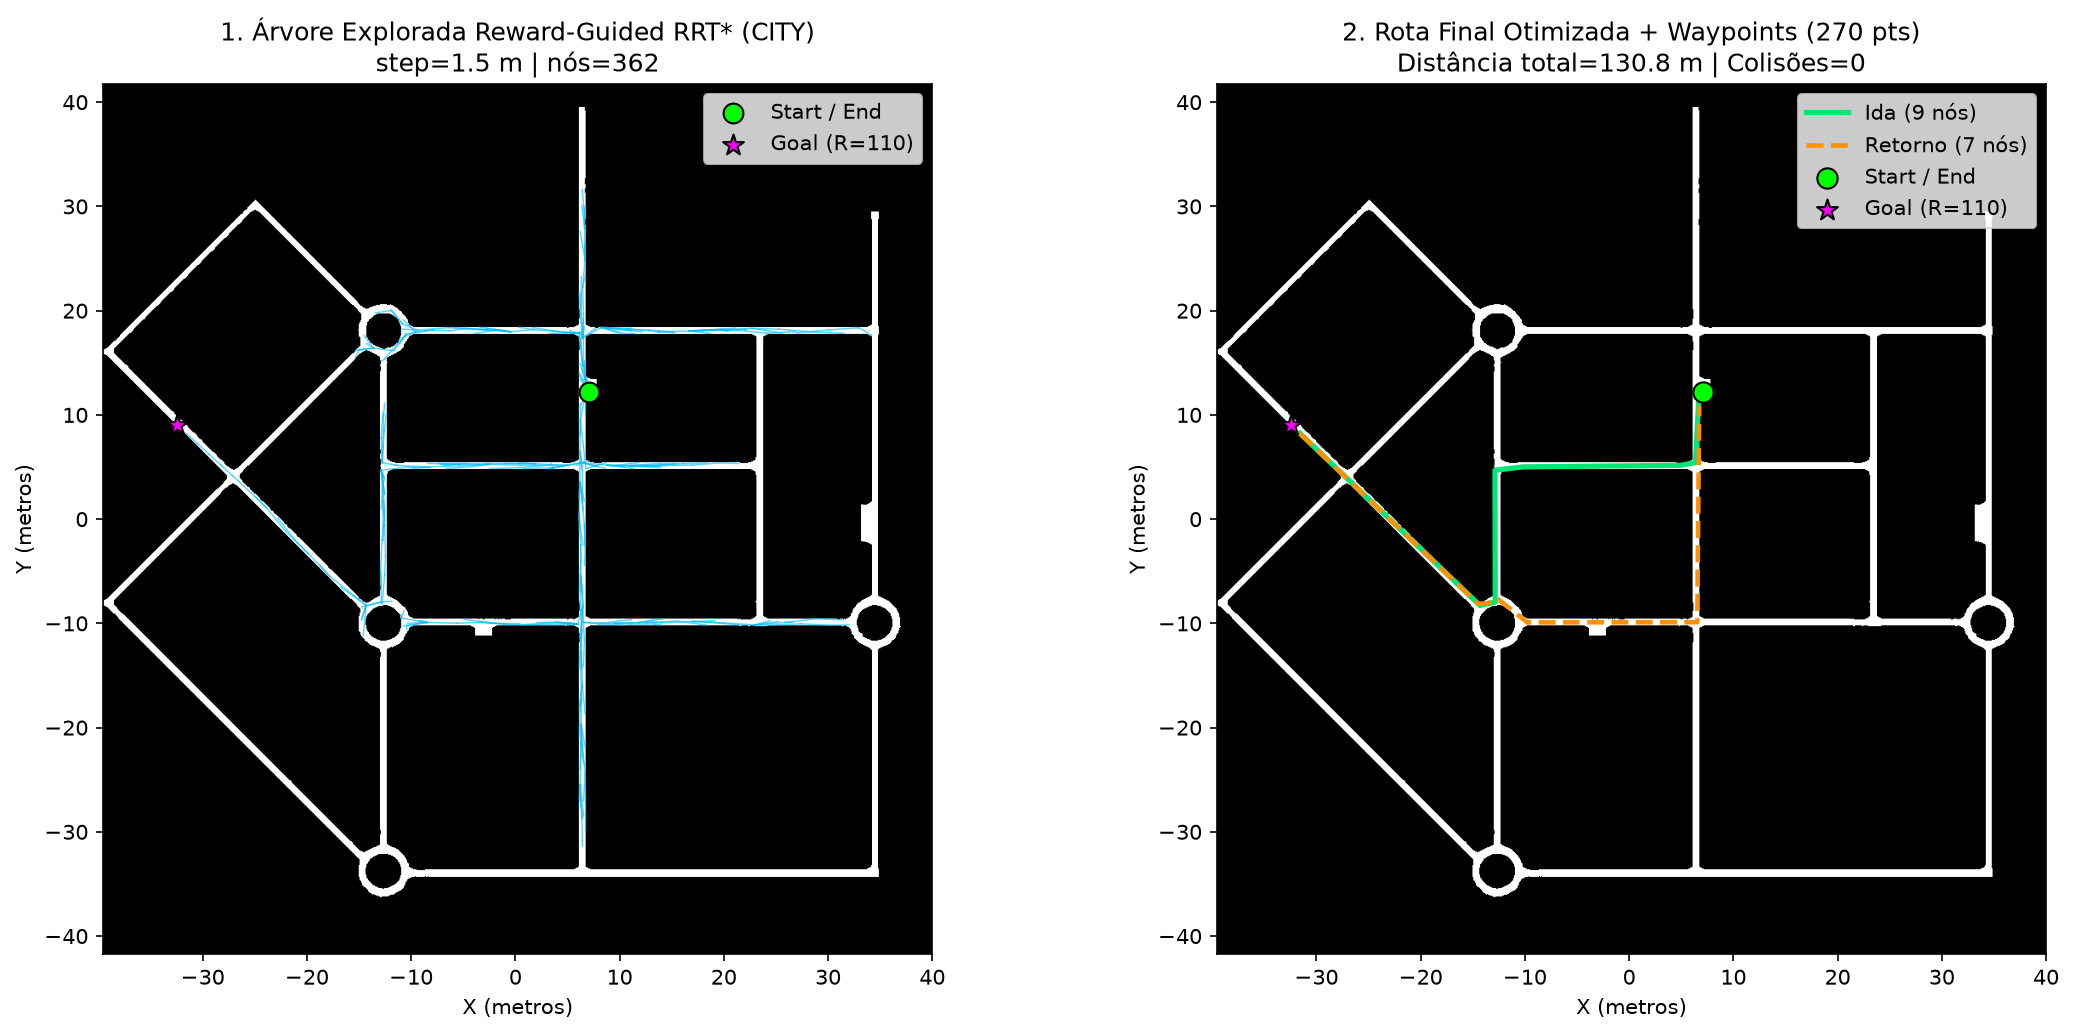 1. Árvore Explorada Reward-Guided RRT* (CITY)
step=1.5 m | nós=362
Start / End
Goal (R=110)
40
30
20
10
0
−10
−20
−30
−40
Y (metros)
−30
−20
−10
0
10
20
30
40
X (metros)
2. Rota Final Otimizada + Waypoints (270 pts)
Distância total=130.8 m | Colisões=0
Ida (9 nós)
Retorno (7 nós)
Start / End
Goal (R=110)
40
30
20
10
0
−10
−20
−30
−40
Y (metros)
−30
−20
−10
0
10
20
30
40
X (metros)